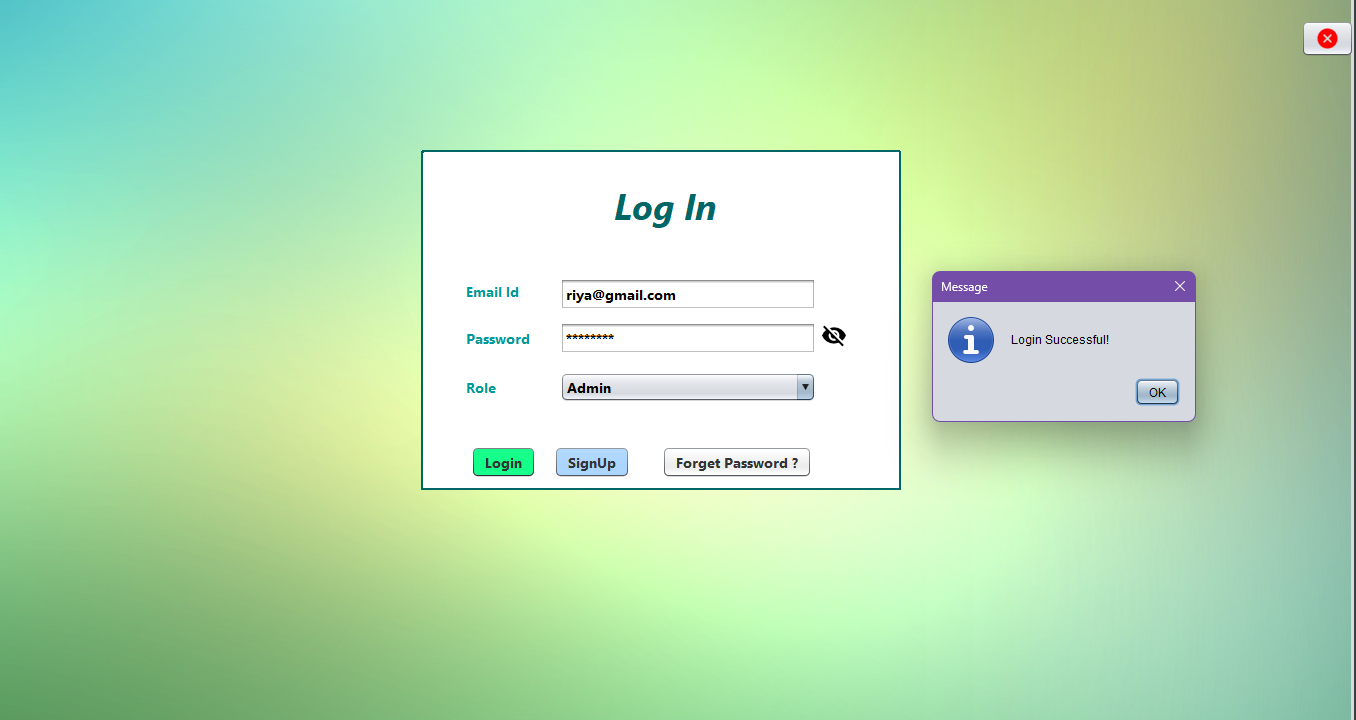 Log In
Email Id
riya@gmail.com
Password
********
Role
Admin
Login
SignUp
Forget Password ?
Message
Login Successful!
OK